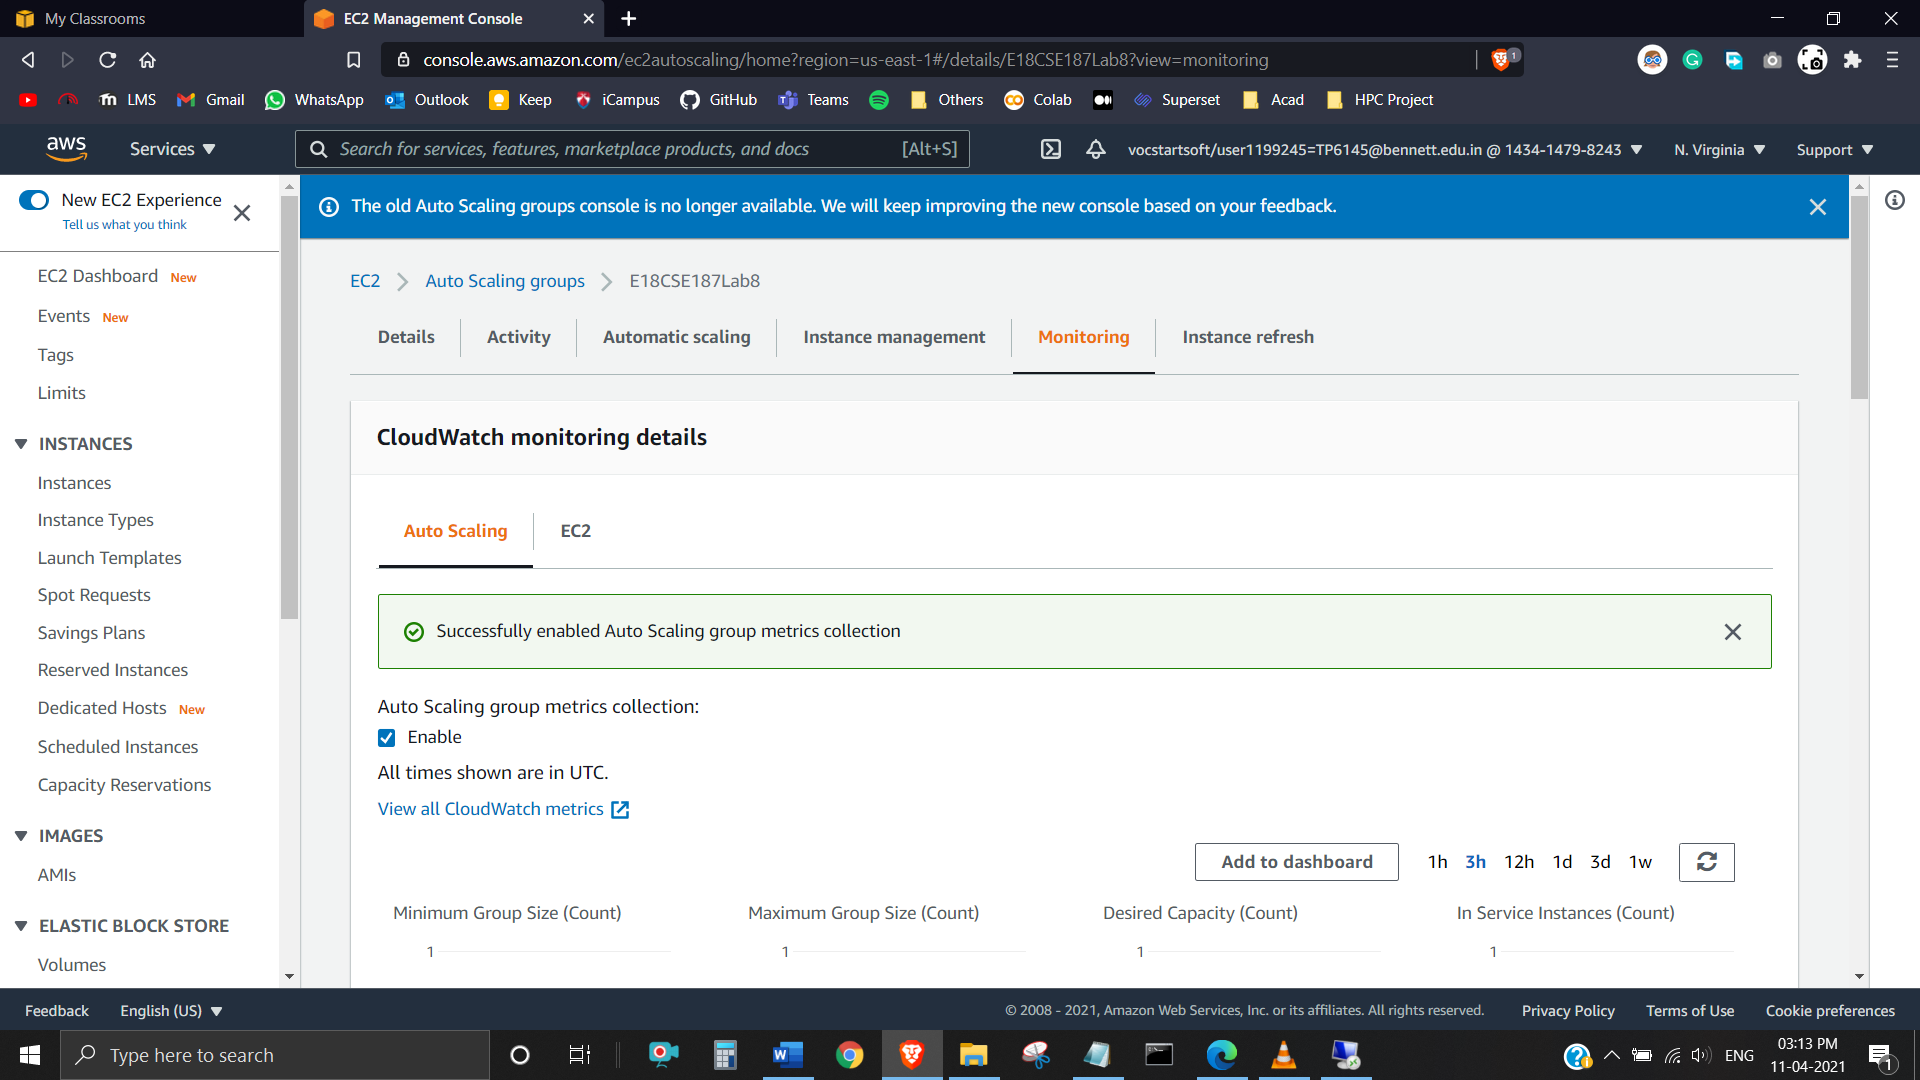 My Classrooms
EC2 Management Console
console.aws.amazon.com/ec2autoscaling/home?region=us-east-1#/details/E18CSE187Lab8?view=monitoring
1
LMS
Gmail
WhatsApp
Outlook
Keep
iCampus
GitHub
Teams
Others
Colab
Superset
Acad
HPC Project
aws
Services
Search for services, features, marketplace products, and docs
[Alt+S]
vocstartsoft/user1199245=TP6145@bennett.edu.in @ 1434-1479-8243
N. Virginia
Support
New EC2 Experience
Tell us what you think
EC2 Dashboard New
Events New
Tags
Limits
INSTANCES
Instances
Instance Types
Launch Templates
Spot Requests
Savings Plans
Reserved Instances
Dedicated Hosts New
Scheduled Instances
Capacity Reservations
IMAGES
AMIs
ELASTIC BLOCK STORE
Volumes
The old Auto Scaling groups console is no longer available. We will keep improving the new console based on your feedback.
EC2 > Auto Scaling groups > E18CSE187Lab8
Details
Activity
Automatic scaling
Instance management
Monitoring
Instance refresh
CloudWatch monitoring details
Auto Scaling
EC2
Successfully enabled Auto Scaling group metrics collection
Auto Scaling group metrics collection:
Enable
All times shown are in UTC.
View all CloudWatch metrics
Add to dashboard
1h 3h 12h 1d 3d 1w
Minimum Group Size (Count)
1
Maximum Group Size (Count)
1
Desired Capacity (Count)
1
In Service Instances (Count)
1
Feedback
English (US)
© 2008 - 2021, Amazon Web Services, Inc. or its affiliates. All rights reserved.
Privacy Policy
Terms of Use
Cookie preferences
Type here to search
ENG
03:13 PM
11-04-2021
1